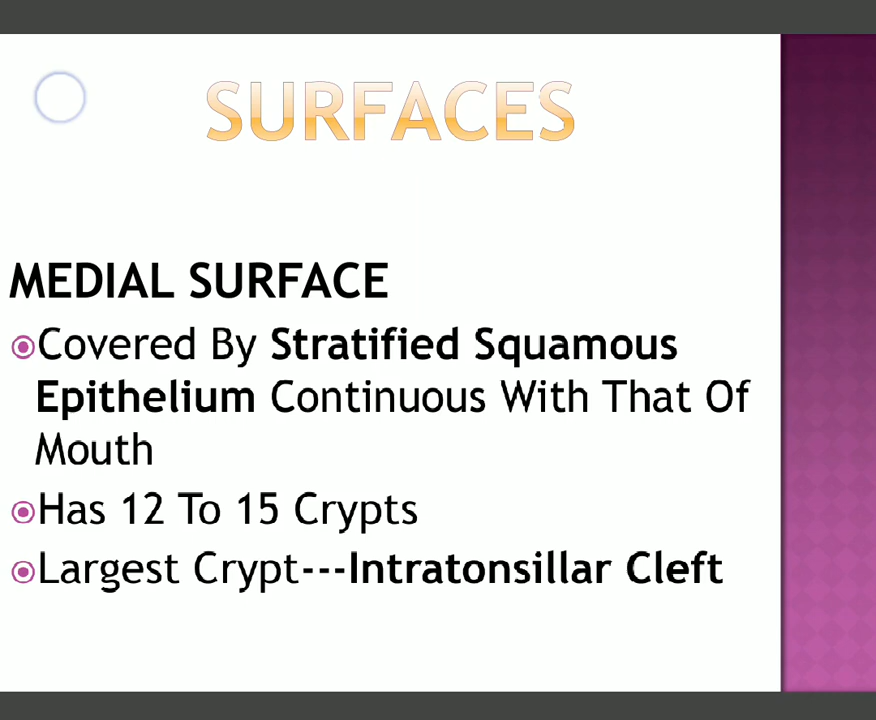 SURFACES
MEDIAL SURFACE
Covered By Stratified Squamous
Epithelium Continuous With That Of
Mouth
Has 12 To 15 Crypts
Largest Crypt---Intratonsillar Cleft